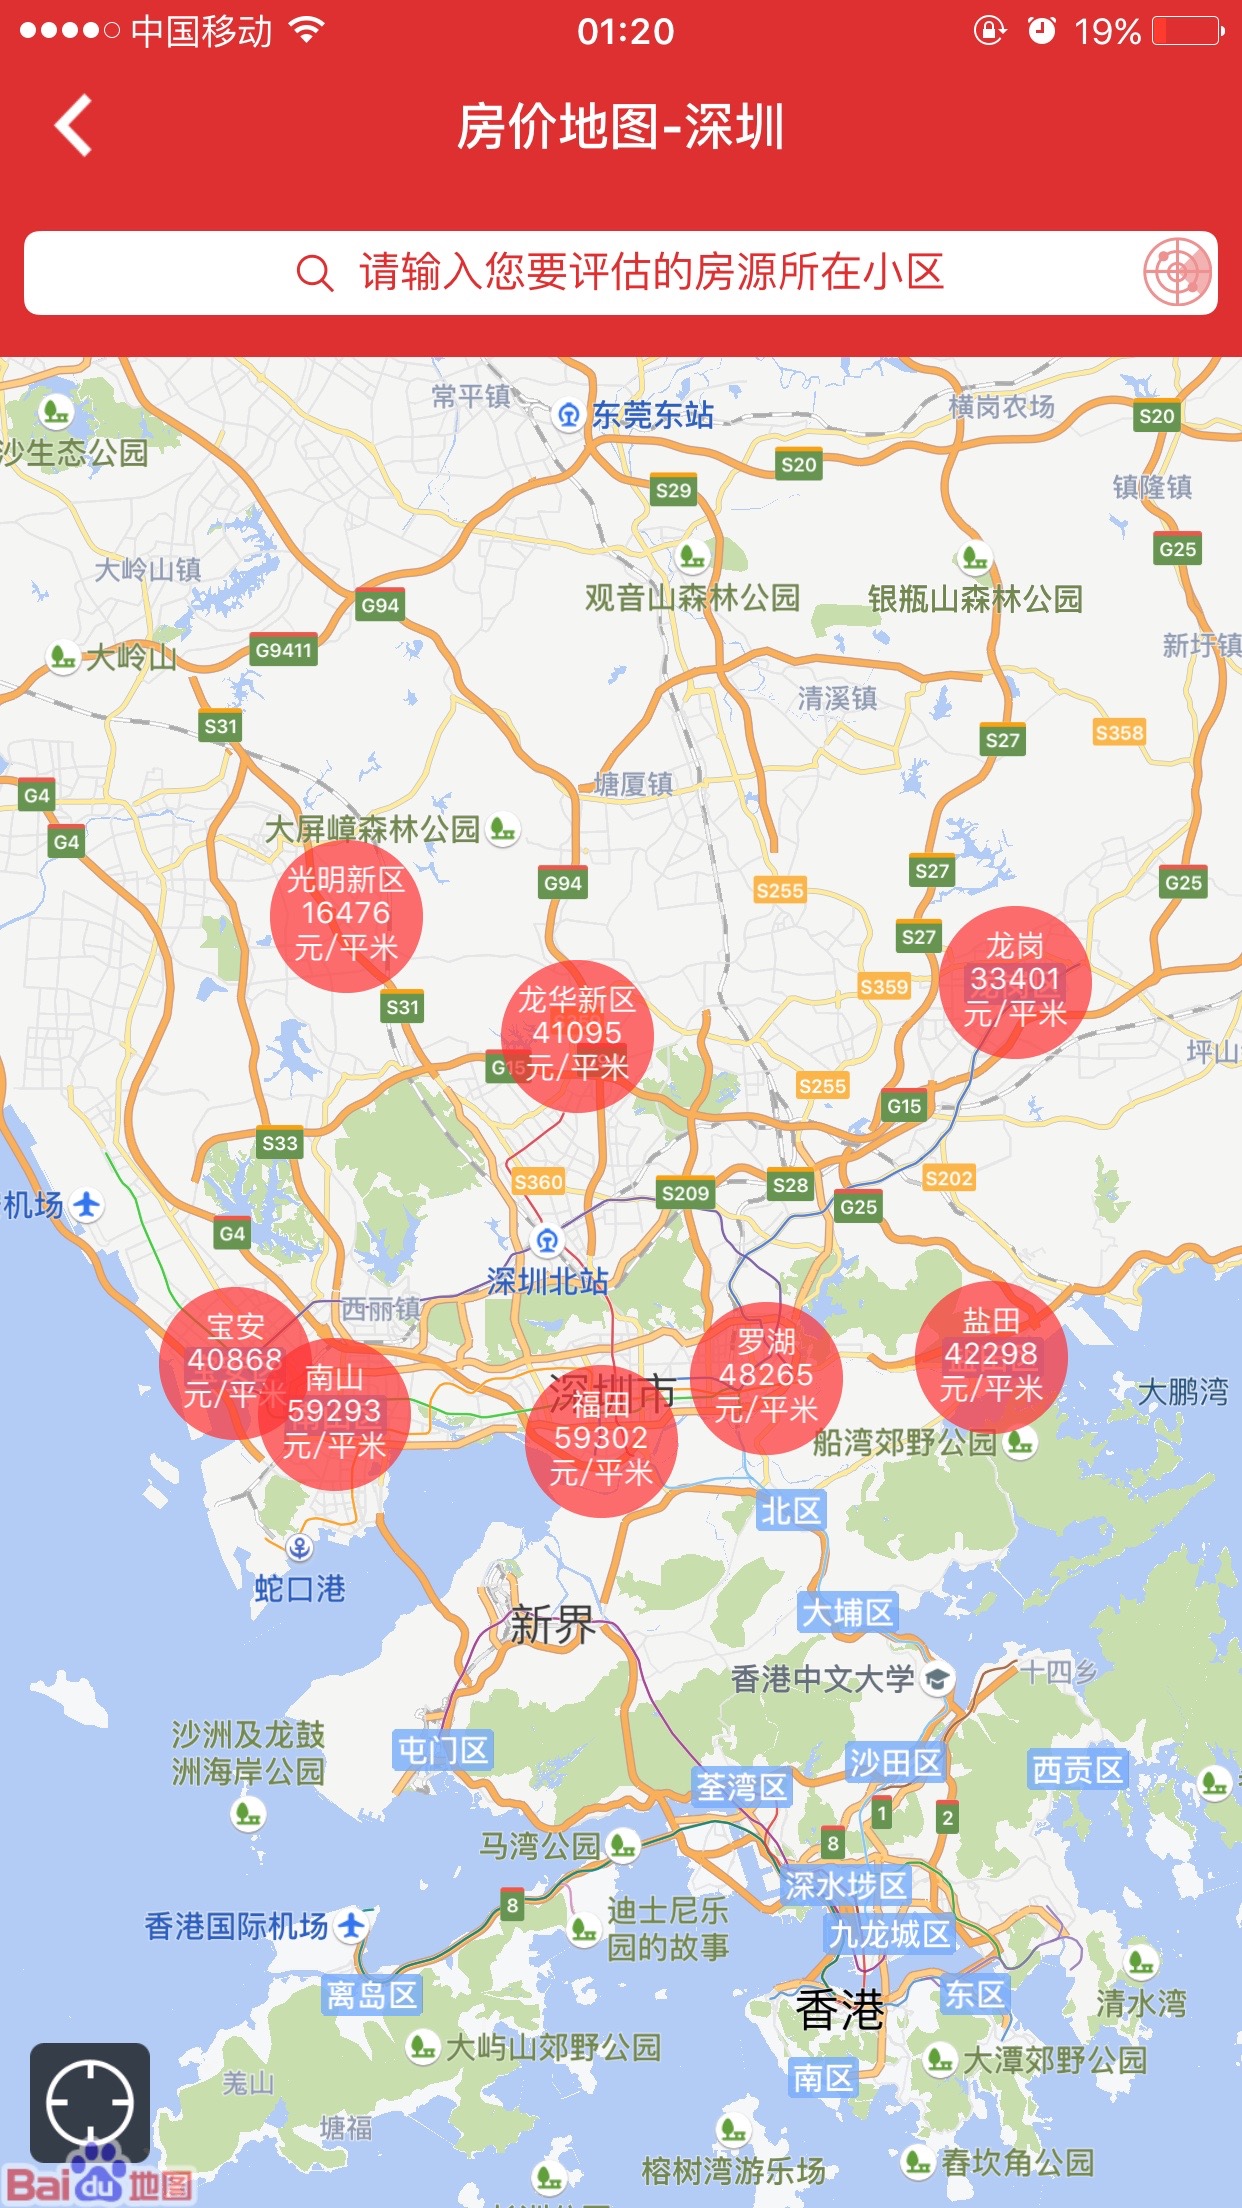 中国移动
01:20
19%
房价地图-深圳
请输入您要评估的房源所在小区
常平镇
东莞东站
横岗农场
S20
沙生态公园
S20
S29
镇隆镇
G25
大岭山镇
观音山森林公园
银瓶山森林公园
G94
G9411
大岭山
新圩镇
清溪镇
S31
S27
S358
塘厦镇
G4
G4
大屏嶂森林公园
S27
G94
S255
G25
光明新区
16476
元/平米
S27
龙岗
33401
元/平米
S359
S31
龙华新区
41095
元/平米
G15
坪山
S255
G15
S33
S360
S209
S28
S202
G25
机场
G4
深圳北站
西丽镇
宝安
40868
元/平米
南山
59293
元/平米
深圳市
福田
59302
元/平米
罗湖
48265
元/平米
盐田
42298
元/平米
大鹏湾
船湾郊野公园
北区
蛇口港
大埔区
新界
香港中文大学
十四乡
沙洲及龙鼓
洲海岸公园
屯门区
沙田区
西贡区
荃湾区
1
2
8
马湾公园
深水埗区
8
迪士尼乐
园的故事
香港国际机场
九龙城区
离岛区
东区
香港
清水湾
大屿山郊野公园
大潭郊野公园
南区
羗山
塘福
榕树湾游乐场
春坎角公园
Bai du 地图